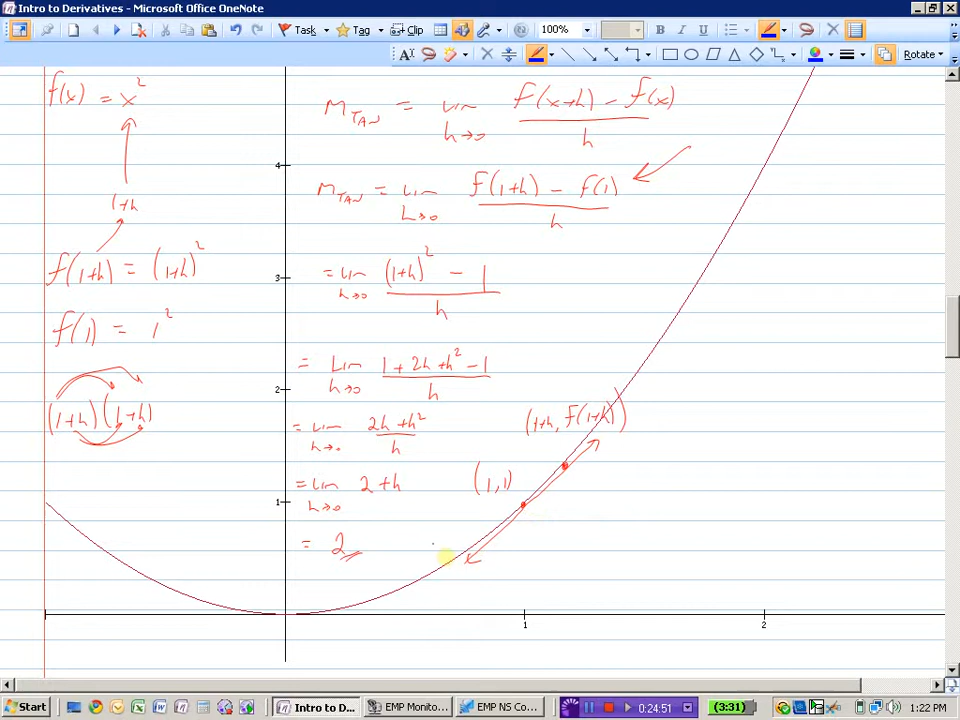 Intro to Derivatives - Microsoft Office OneNote
Task Tag Clip 100% B I U
Rotate
f(x) = x²
1+h
f(1+h) = (1+h)²
f(1) = 1²
(1+h)(1+h)
M_TAN = lim h→0 f(x+h) - f(x) / h
M_TAN = lim h→0 f(1+h) - f(1) / h
= lim h→0 (1+h)² - 1 / h
= lim h→0 1 + 2h + h² - 1 / h
= lim h→0 2h + h² / h
= lim h→0 2 + h
= 2
(1+h, f(1+h))
(1,1)
4
3
2
1
1 2
Start Intro to D... EMP Monito... EMP NS Co... 24:51 (3:31) 1:22 PM